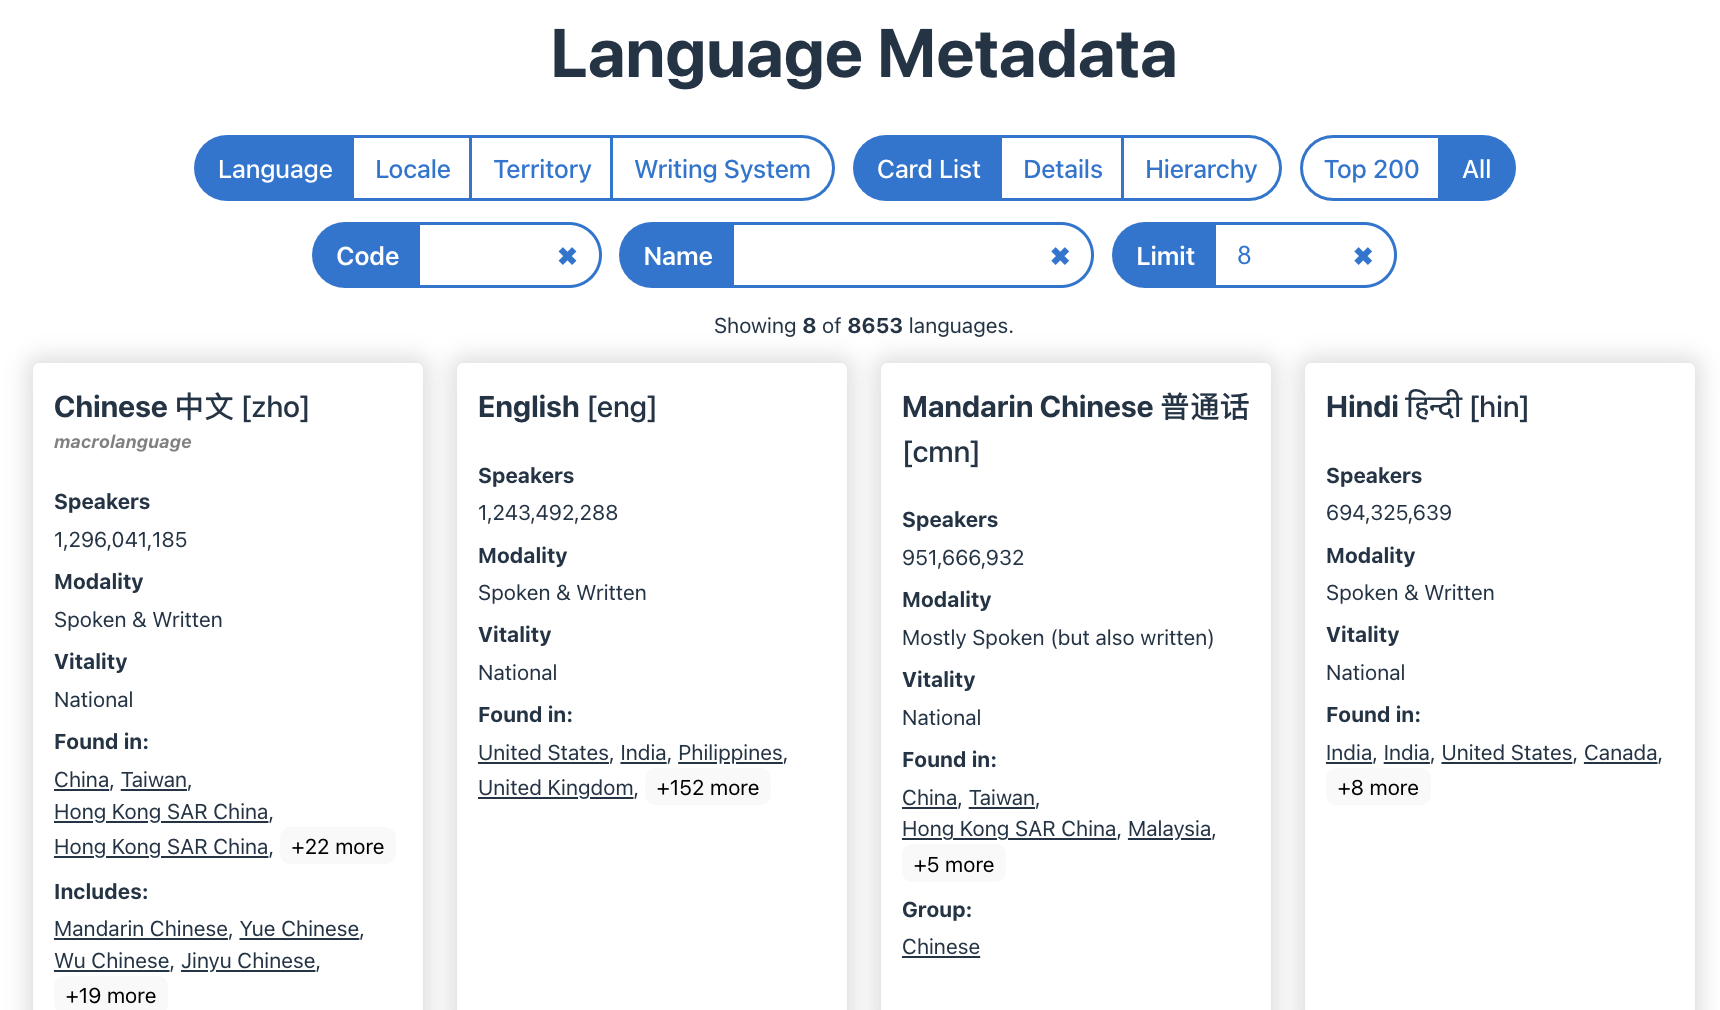 Language Metadata
Language Locale Territory Writing System Card List Details Hierarchy Top 200 All
Code ✖ Name ✖ Limit 8 ✖
Showing 8 of 8653 languages.
Chinese 中文 [zho]
macrolanguage
Speakers
1,296,041,185
Modality
Spoken & Written
Vitality
National
Found in:
China, Taiwan,
Hong Kong SAR China,
Hong Kong SAR China, +22 more
Includes:
Mandarin Chinese, Yue Chinese,
Wu Chinese, Jinyu Chinese,
+19 more
English [eng]
Speakers
1,243,492,288
Modality
Spoken & Written
Vitality
National
Found in:
United States, India, Philippines,
United Kingdom, +152 more
Mandarin Chinese 普通话
[cmn]
Speakers
951,666,932
Modality
Mostly Spoken (but also written)
Vitality
National
Found in:
China, Taiwan,
Hong Kong SAR China, Malaysia,
+5 more
Group:
Chinese
Hindi हिन्दी [hin]
Speakers
694,325,639
Modality
Spoken & Written
Vitality
National
Found in:
India, India, United States, Canada,
+8 more